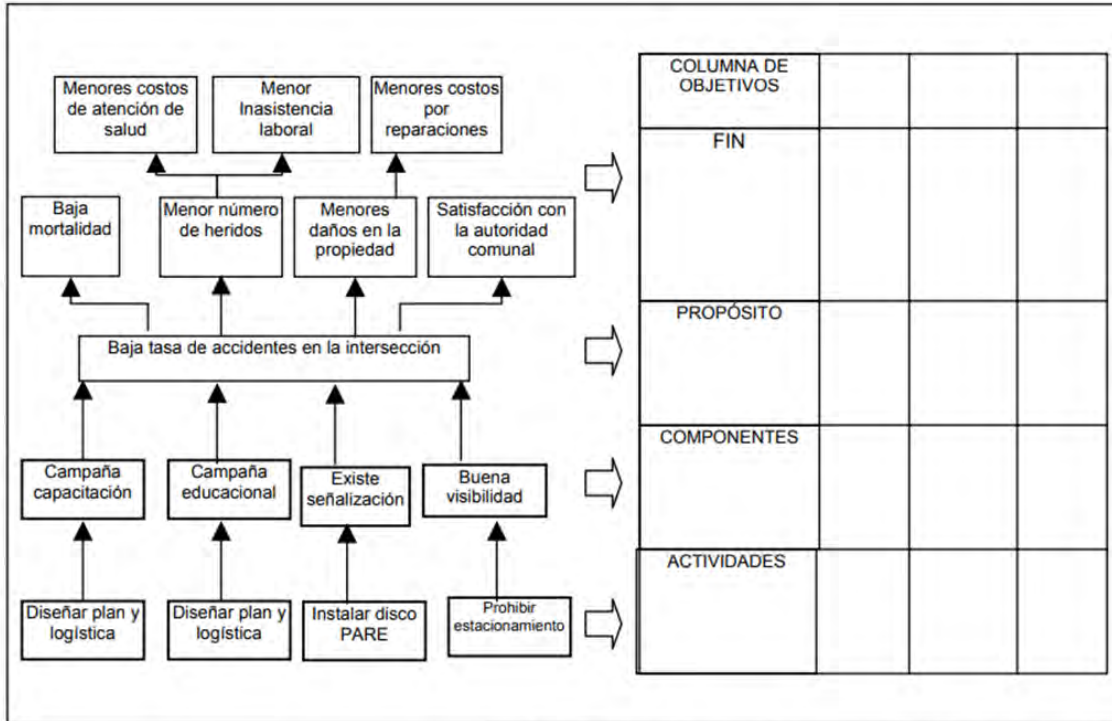 Menores costos
de atención de
salud
Menor
Inasistencia
laboral
Menores costos
por
reparaciones
Baja
mortalidad
Menor número
de heridos
Menores
daños en la
propiedad
Satisfacción con
la autoridad
comunal
Baja tasa de accidentes en la intersección
Campaña
capacitación
Campaña
educacional
Existe
señalización
Buena
visibilidad
Diseñar plan y
logística
Diseñar plan y
logística
Instalar disco
PARE
Prohibir
estacionamiento
COLUMNA DE
OBJETIVOS
FIN
PROPÓSITO
COMPONENTES
ACTIVIDADES